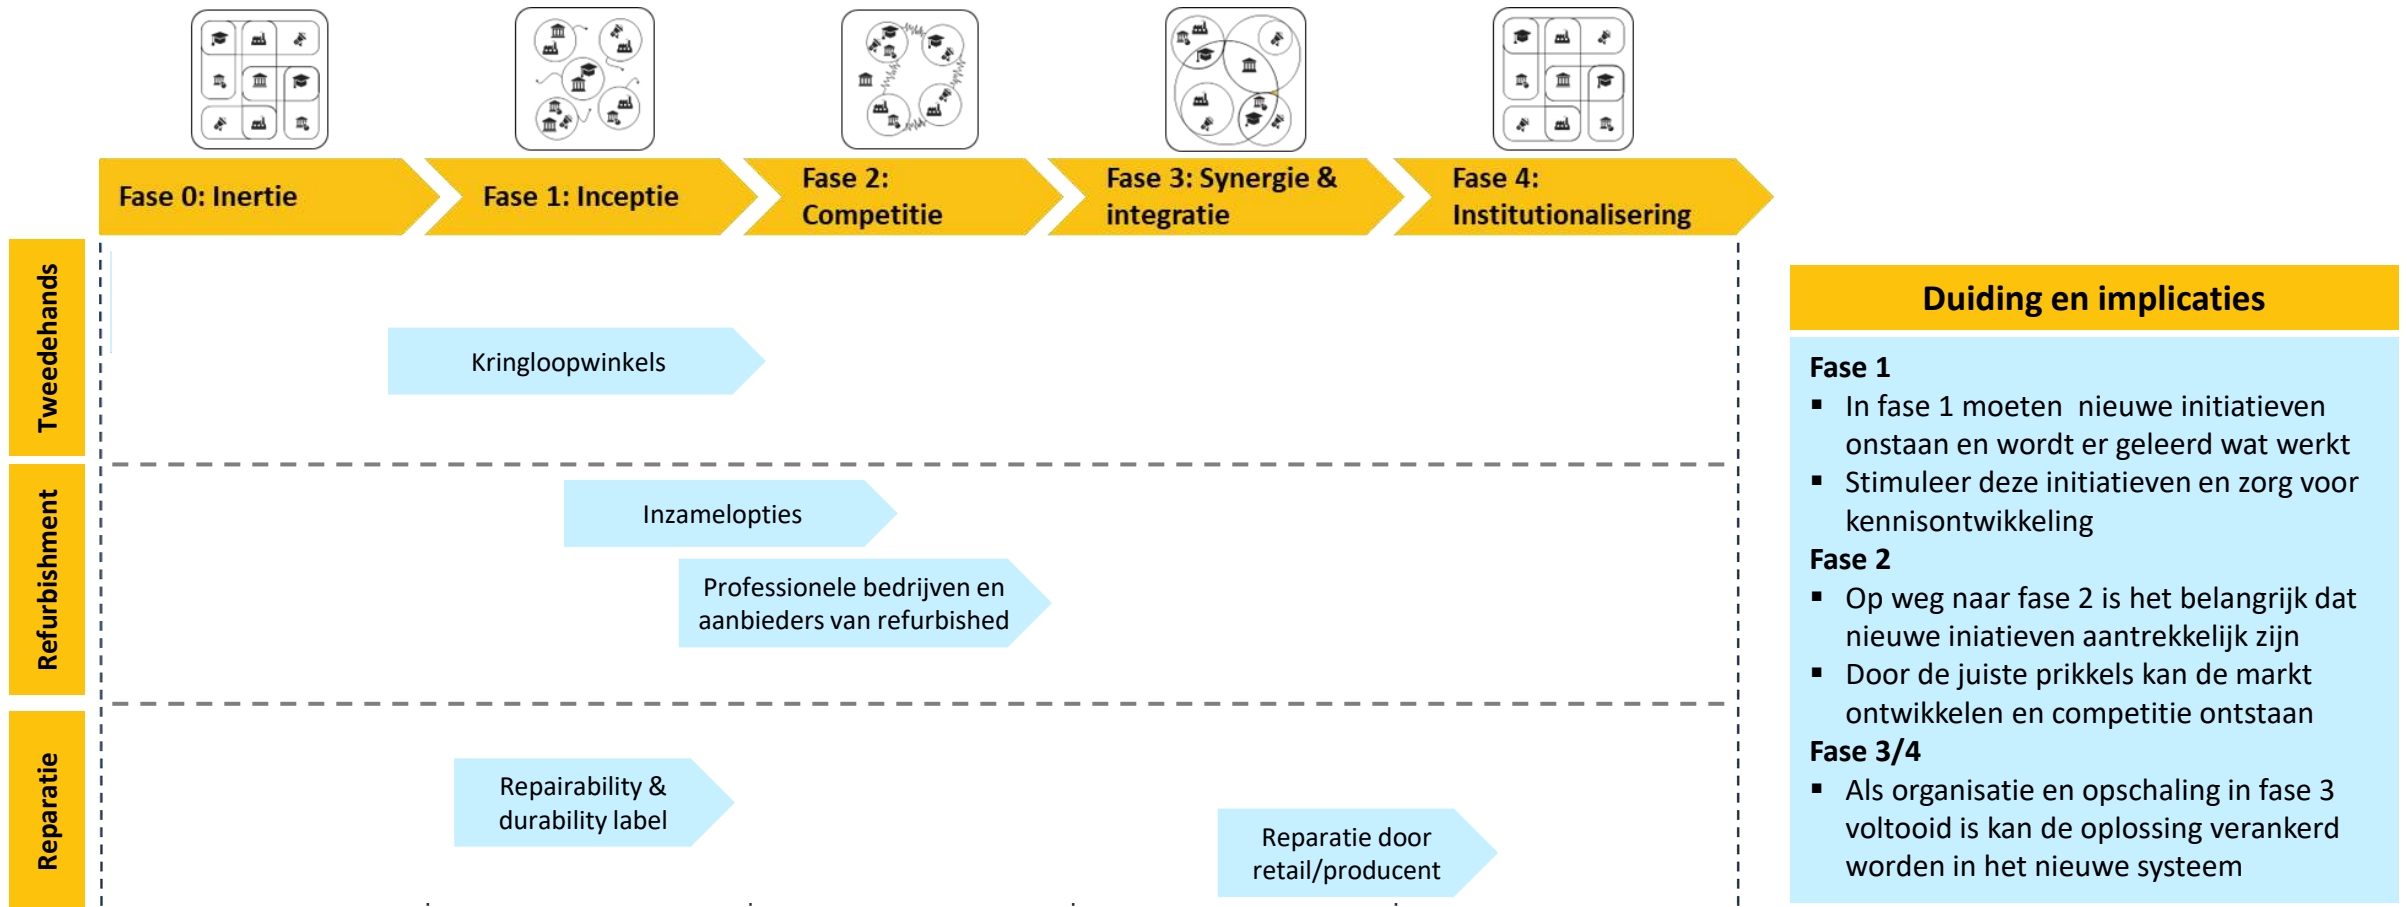 Fase 0: Inertie
Fase 1: Inceptie
Fase 2:
Competitie
Fase 3: Synergie &
integratie
Fase 4:
Institutionalisering
Tweedehands
Kringloopwinkels
Refurbishment
Inzamelopties
Professionele bedrijven en
aanbieders van refurbished
Reparatie
Repairability &
durability label
Reparatie door
retail/producent
Duiding en implicaties
Fase 1
▪ In fase 1 moeten  nieuwe initiatieven
onstaan en wordt er geleerd wat werkt
▪ Stimuleer deze initiatieven en zorg voor
kennisontwikkeling
Fase 2
▪ Op weg naar fase 2 is het belangrijk dat
nieuwe iniatieven aantrekkelijk zijn
▪ Door de juiste prikkels kan de markt
ontwikkelen en competitie ontstaan
Fase 3/4
▪ Als organisatie en opschaling in fase 3
voltooid is kan de oplossing verankerd
worden in het nieuwe systeem